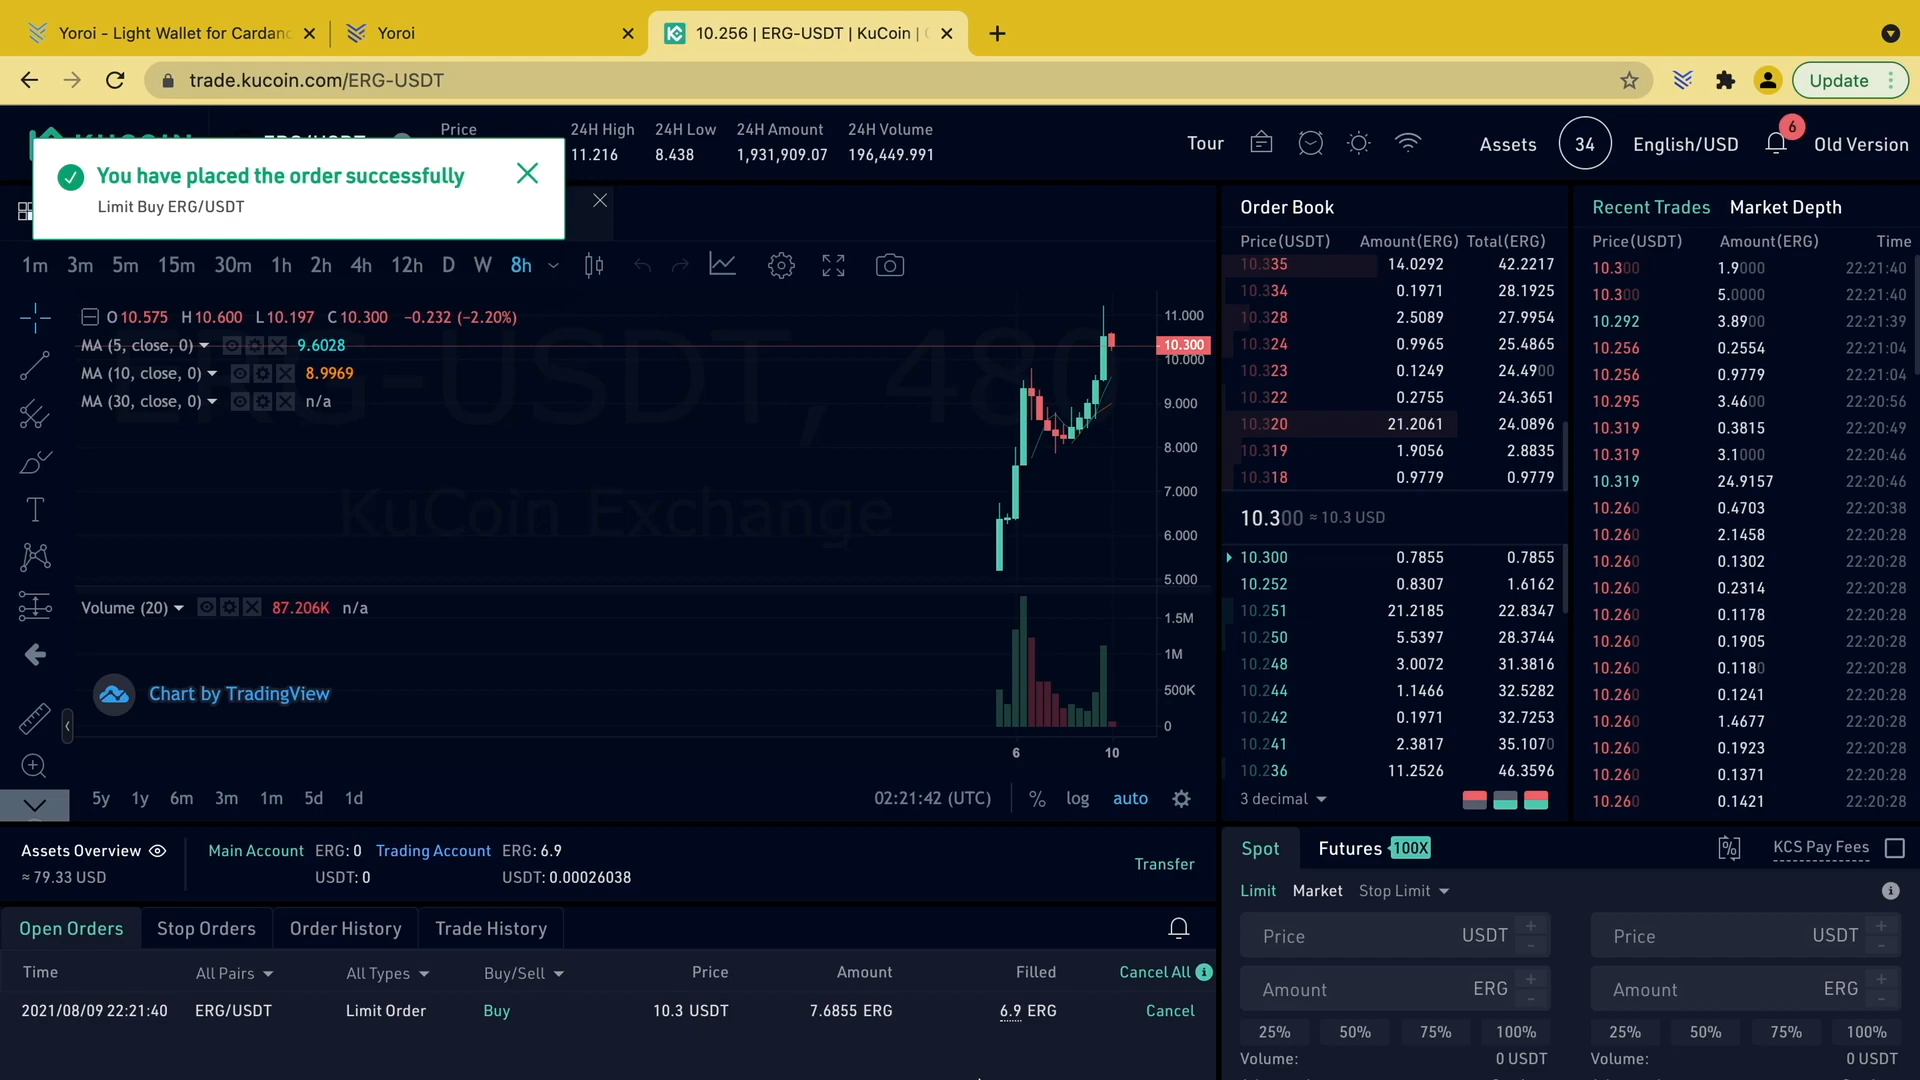 Yoroi - Light Wallet for Cardano
Yoroi
10.256 | ERG-USDT | KuCoin |
trade.kucoin.com/ERG-USDT
Update
KUCOIN
ERG/USDT
Price
24H High
11.216
24H Low
8.438
24H Amount
1,931,909.07
24H Volume
196,449.991
Tour
Assets
34
English/USD
6
Old Version
You have placed the order successfully
Limit Buy ERG/USDT
1m 3m 5m 15m 30m 1h 2h 4h 12h D W 8h
O10.575 H10.600 L10.197 C10.300 −0.232 (−2.20%)
MA (5, close, 0) 9.6028
MA (10, close, 0) 8.9969
MA (30, close, 0) n/a
ERG-USDT, 480
KuCoin Exchange
11.000
10.300
10.000
9.000
8.000
7.000
6.000
5.000
Volume (20) 87.206K n/a
1.5M
1M
500K
0
Chart by TradingView
6 10
5y 1y 6m 3m 1m 5d 1d
02:21:42 (UTC) % log auto
Order Book
Price(USDT) Amount(ERG) Total(ERG)
10.335 14.0292 42.2217
10.334 0.1971 28.1925
10.328 2.5089 27.9954
10.324 0.9965 25.4865
10.323 0.1249 24.4900
10.322 0.2755 24.3651
10.320 21.2061 24.0896
10.319 1.9056 2.8835
10.318 0.9779 0.9779
10.300 ≈ 10.3 USD
10.300 0.7855 0.7855
10.252 0.8307 1.6162
10.251 21.2185 22.8347
10.250 5.5397 28.3744
10.248 3.0072 31.3816
10.244 1.1466 32.5282
10.242 0.1971 32.7253
10.241 2.3817 35.1070
10.236 11.2526 46.3596
3 decimal
Recent Trades Market Depth
Price(USDT) Amount(ERG) Time
10.300 1.9000 22:21:40
10.300 5.0000 22:21:40
10.292 3.8900 22:21:39
10.256 0.2554 22:21:04
10.256 0.9779 22:21:04
10.295 3.4600 22:20:56
10.319 0.3815 22:20:49
10.319 3.1000 22:20:46
10.319 24.9157 22:20:46
10.260 0.4703 22:20:38
10.260 2.1458 22:20:28
10.260 0.1302 22:20:28
10.260 0.2314 22:20:28
10.260 0.1178 22:20:28
10.260 0.1905 22:20:28
10.260 0.1180 22:20:28
10.260 0.1241 22:20:28
10.260 1.4677 22:20:28
10.260 0.1923 22:20:28
10.260 0.1371 22:20:28
10.260 0.1421 22:20:28
Assets Overview
≈ 79.33 USD
Main Account ERG: 0
USDT: 0
Trading Account ERG: 6.9
USDT: 0.00026038
Transfer
Open Orders Stop Orders Order History Trade History
Time All Pairs All Types Buy/Sell Price Amount Filled Cancel All
2021/08/09 22:21:40 ERG/USDT Limit Order Buy 10.3 USDT 7.6855 ERG 6.9 ERG Cancel
Spot Futures 100X
KCS Pay Fees
Limit Market Stop Limit
Price USDT + -
Price USDT + -
Amount ERG + -
Amount ERG + -
25% 50% 75% 100%
25% 50% 75% 100%
Volume: 0 USDT
Volume: 0 USDT